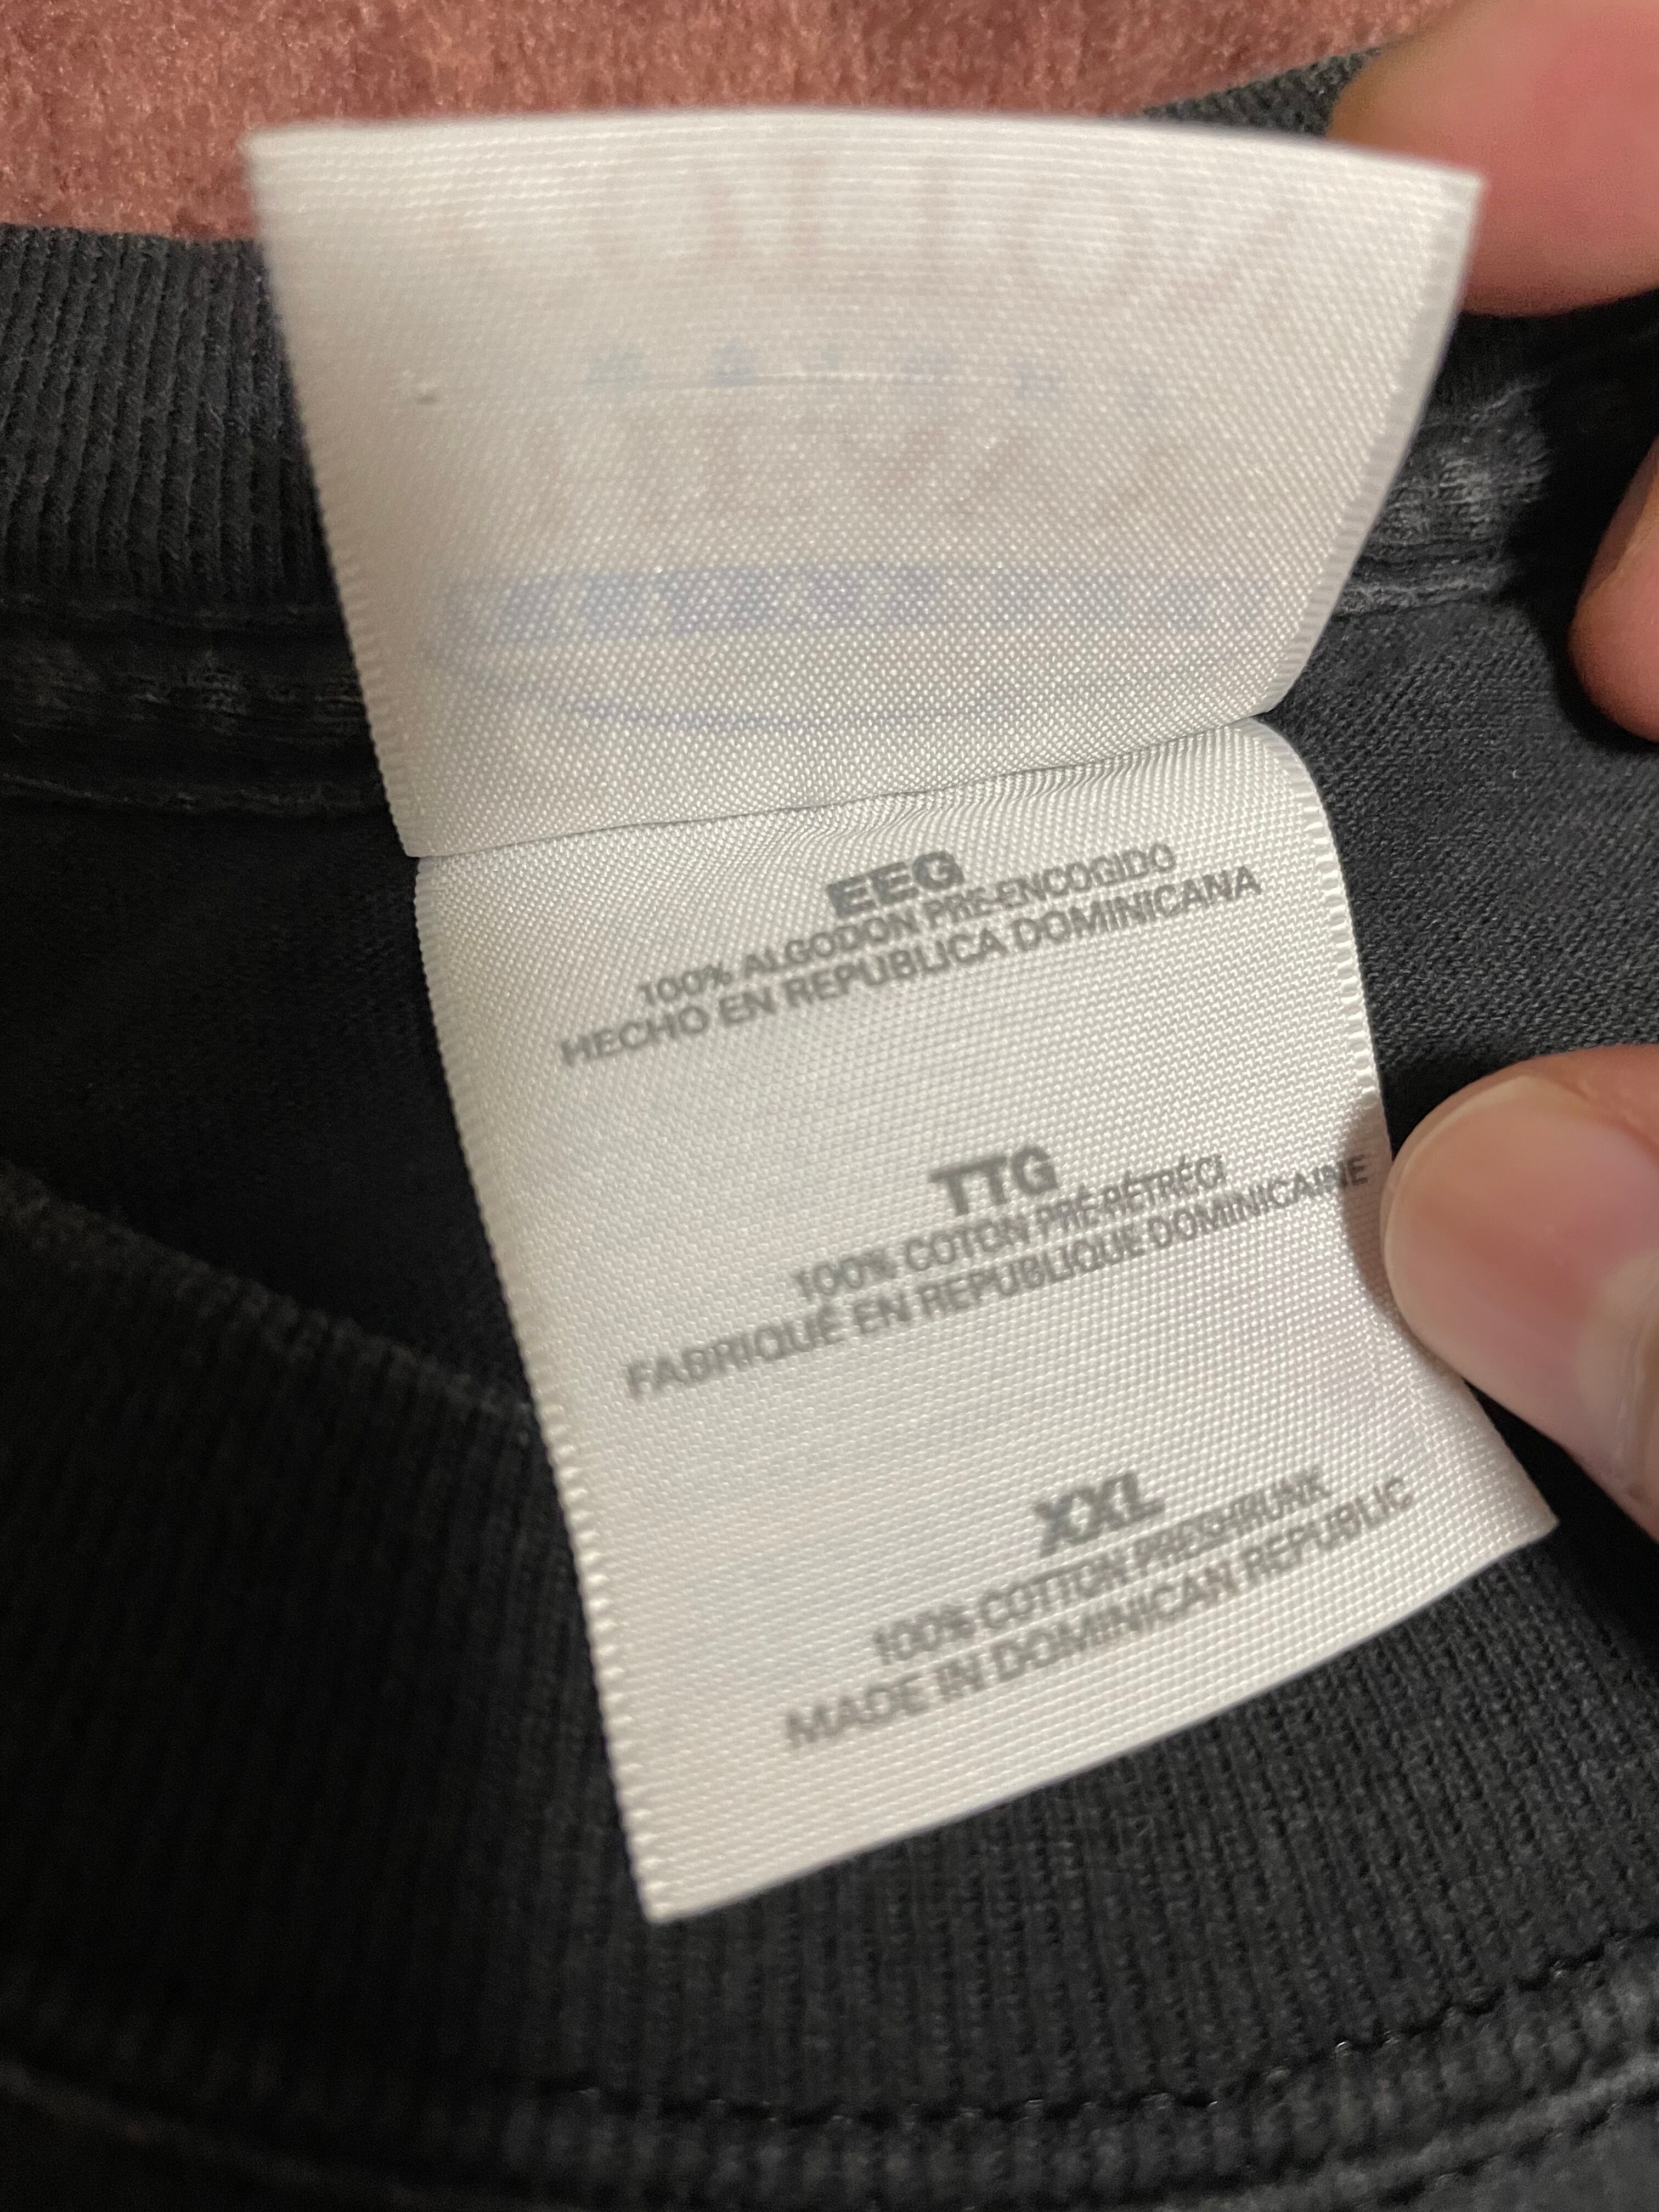 EEG
100% ALGODON PRE-ENCOGIDO
HECHO EN REPUBLICA DOMINICANA
TTG
100% COTON PRÉ-RÉTRÉCI
FABRIQUÉ EN REPUBLIQUE DOMINICAINE
XXL
100% COTTON PRESHRUNK
MADE IN DOMINICAN REPUBLIC